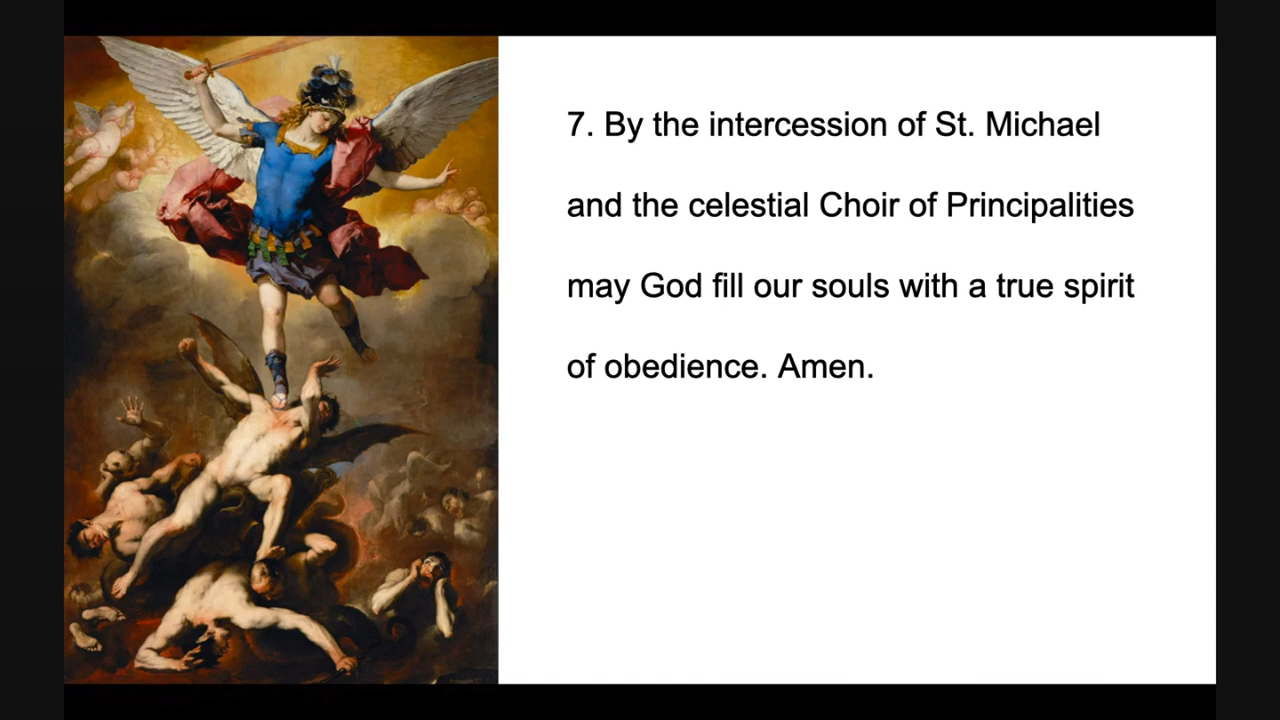 7. By the intercession of St. Michael
and the celestial Choir of Principalities
may God fill our souls with a true spirit
of obedience. Amen.